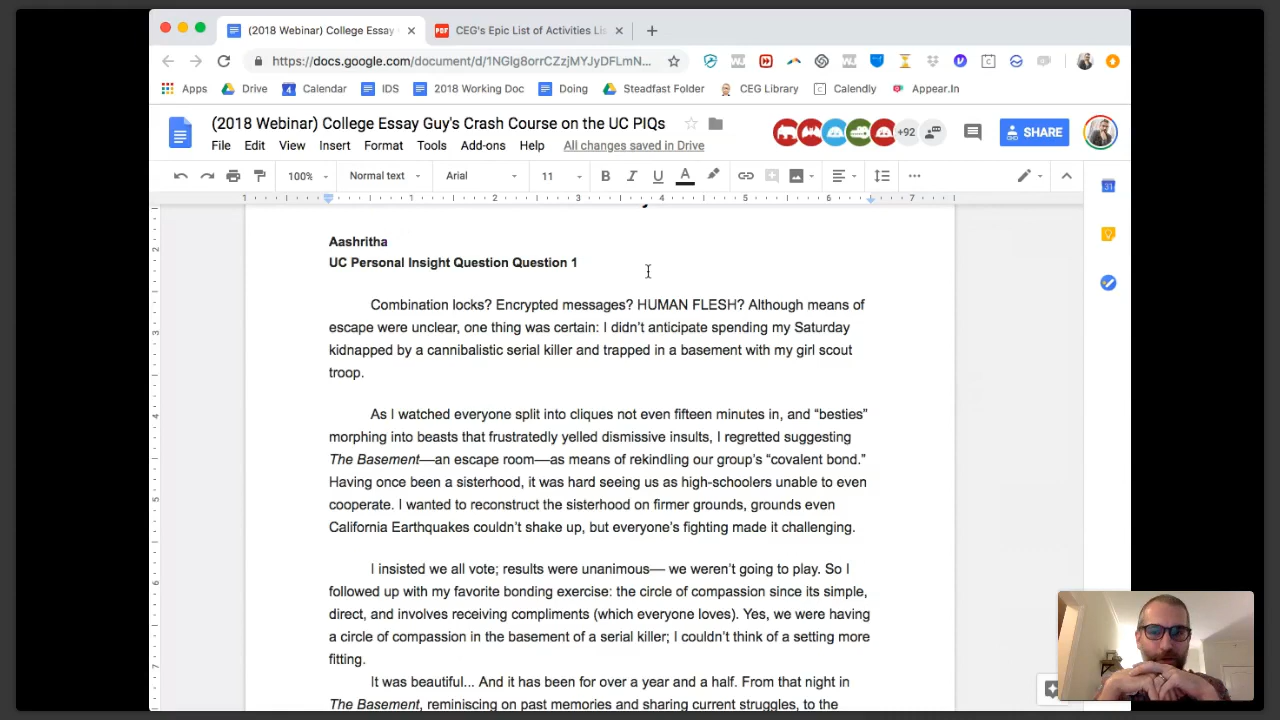 (2018 Webinar) College Essay
CEG's Epic List of Activities Lis
https://docs.google.com/document/d/1NGlg8orrCZzjMYJyDFLmN...
Apps Drive Calendar IDS 2018 Working Doc Doing Steadfast Folder CEG Library Calendly Appear.In
(2018 Webinar) College Essay Guy's Crash Course on the UC PIQs
+92
SHARE
File Edit View Insert Format Tools Add-ons Help All changes saved in Drive
100% Normal text Arial 11 B I U A
1 1 2 3 4 5 6 7
Aashritha
UC Personal Insight Question Question 1
Combination locks? Encrypted messages? HUMAN FLESH? Although means of
escape were unclear, one thing was certain: I didn't anticipate spending my Saturday
kidnapped by a cannibalistic serial killer and trapped in a basement with my girl scout
troop.
As I watched everyone split into cliques not even fifteen minutes in, and “besties”
morphing into beasts that frustratedly yelled dismissive insults, I regretted suggesting
The Basement—an escape room—as means of rekindling our group's “covalent bond.”
Having once been a sisterhood, it was hard seeing us as high-schoolers unable to even
cooperate. I wanted to reconstruct the sisterhood on firmer grounds, grounds even
California Earthquakes couldn't shake up, but everyone's fighting made it challenging.
I insisted we all vote; results were unanimous— we weren't going to play. So I
followed up with my favorite bonding exercise: the circle of compassion since its simple,
direct, and involves receiving compliments (which everyone loves). Yes, we were having
a circle of compassion in the basement of a serial killer; I couldn't think of a setting more
fitting.
It was beautiful... And it has been for over a year and a half. From that night in
The Basement, reminiscing on past memories and sharing current struggles, to the